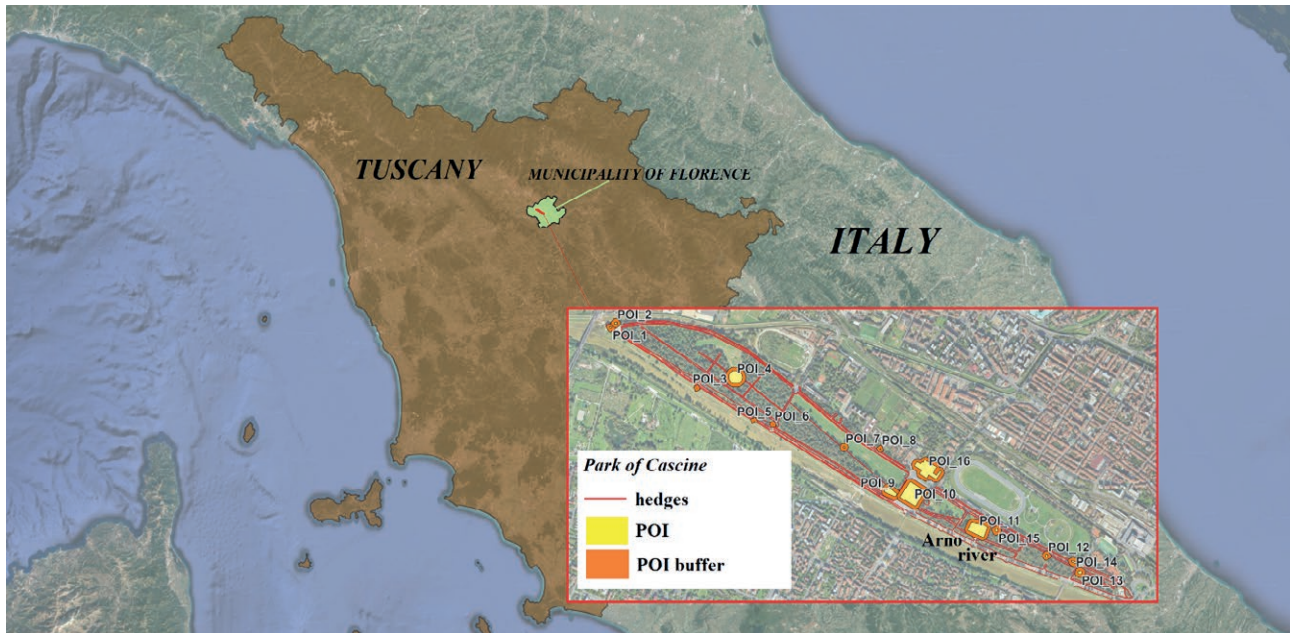 TUSCANY
MUNICIPALITY OF FLORENCE
ITALY
POI_2
POI_1
POI_4
POI_3
POI_5
POI_6
POI_7
POI_8
POI_16
POI_9
POI_10
POI_11
POI_15
POI_12
POI_14
POI_13
Arno
river
Park of Cascine
hedges
POI
POI buffer